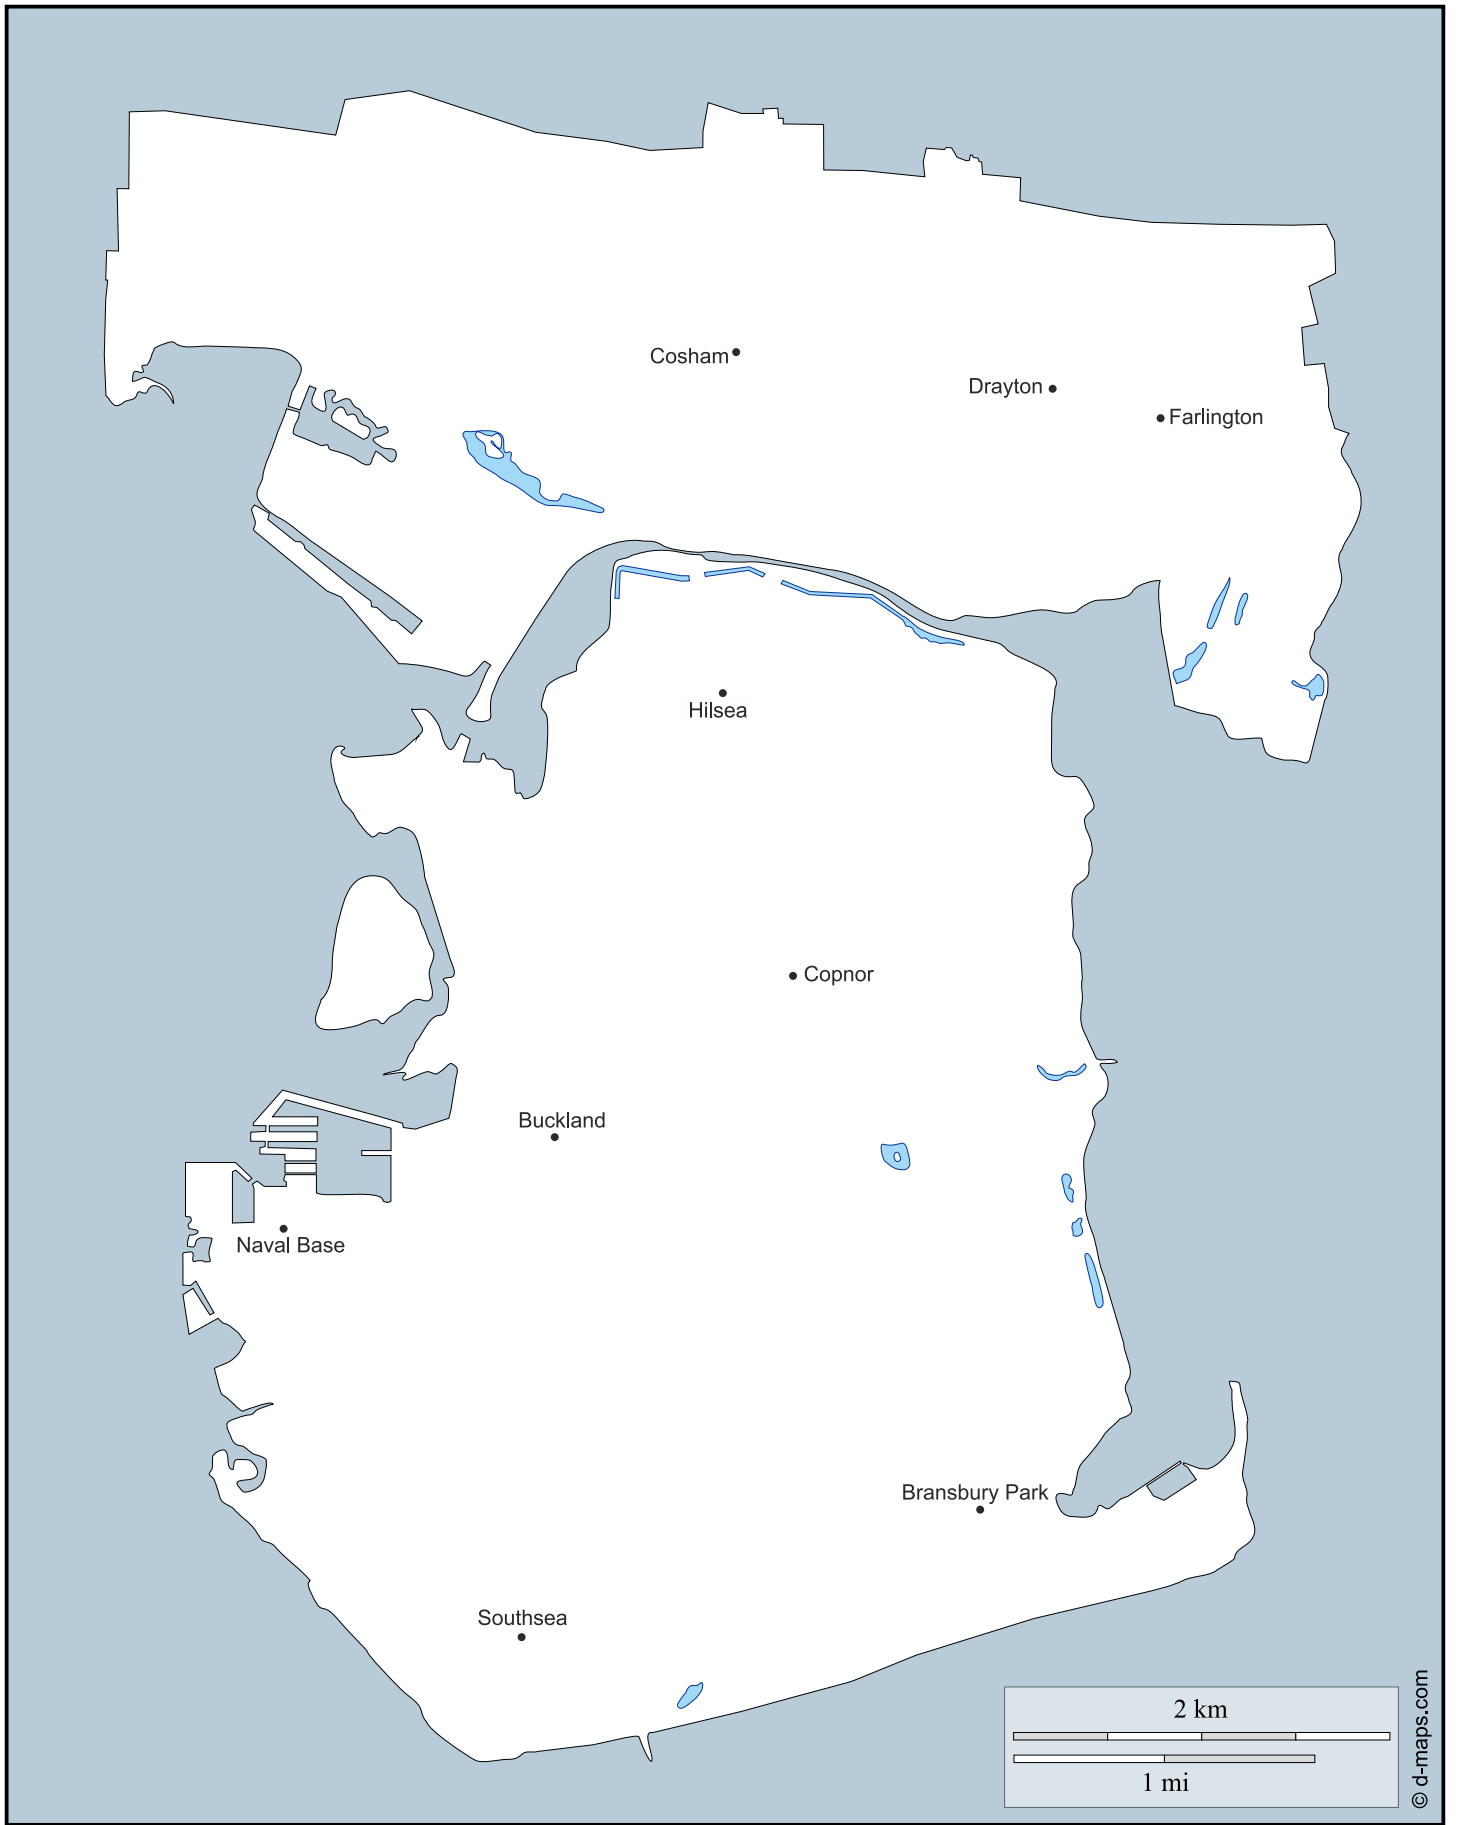 Cosham
Drayton
Farlington
Hilsea
Copnor
Buckland
Naval Base
Bransbury Park
Southsea
2 km
1 mi
© d-maps.com